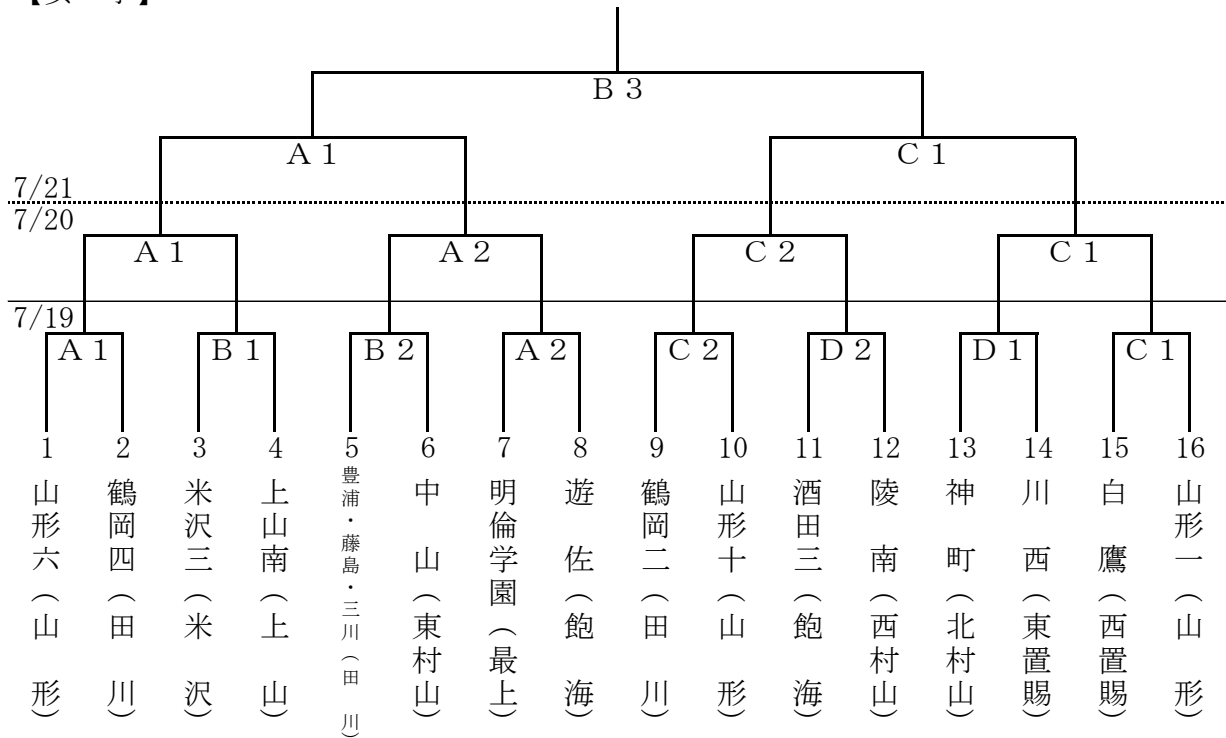 【女　子】
Ｂ３
Ａ１
Ｃ１
7/21
7/20
Ａ１
Ａ２
Ｃ２
Ｃ１
7/19
Ａ１
Ｂ１
Ｂ２
Ａ２
Ｃ２
Ｄ２
Ｄ１
Ｃ１
1
2
3
4
5
6
7
8
9
10
11
12
13
14
15
16
山形六（山　形）
鶴岡四（田　川）
米沢三（米　沢）
上山南（上　山）
豊浦・藤島・三川（田　川）
中　山（東村山）
明倫学園（最上）
遊　佐（飽　海）
鶴岡二（田　川）
山形十（山　形）
酒田三（飽　海）
陵　南（西村山）
神　町（北村山）
川　西（東置賜）
白　鷹（西置賜）
山形一（山　形）